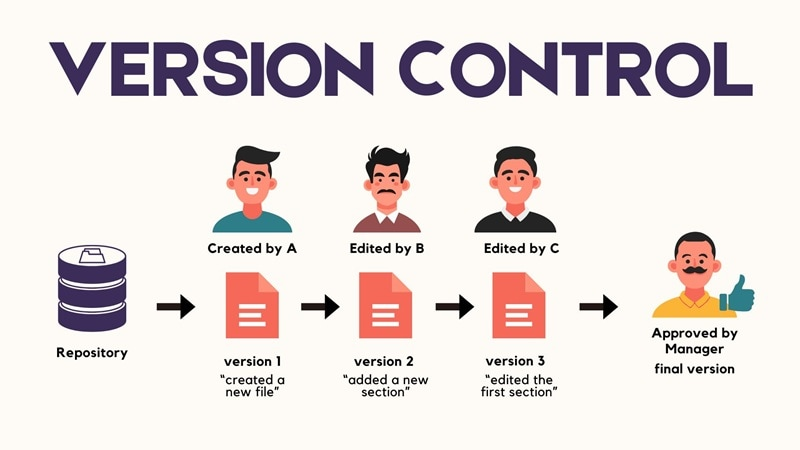 VERSION CONTROL
Created by A
Edited by B
Edited by C
Repository
version 1
“created a
new file”
version 2
“added a new
section”
version 3
“edited the
first section”
Approved by
Manager
final version